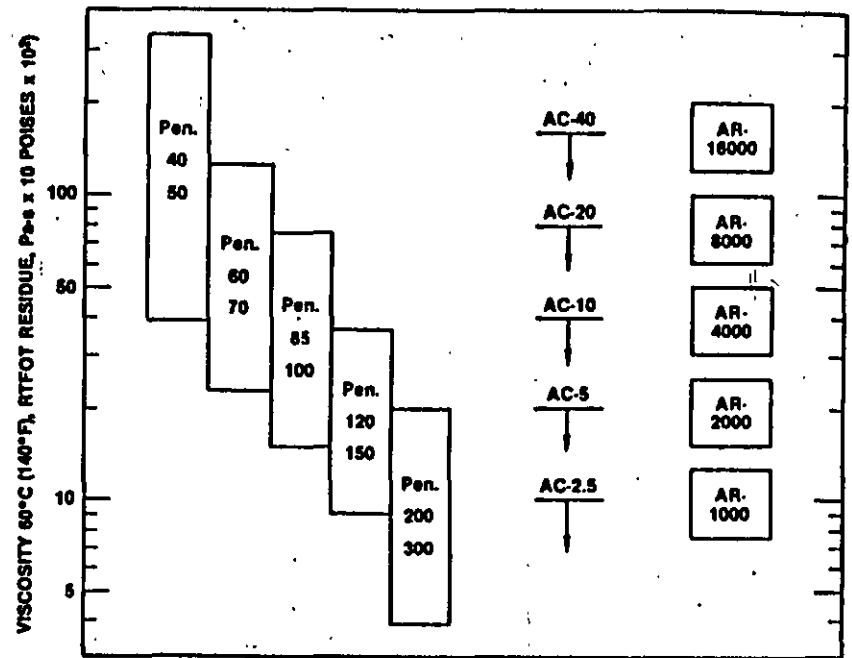 VISCOSITY 60°C (140°F), RTFOT RESIDUE, Pa-s x 10 POISES x 10²)
100
50
10
5
Pen.
40
50
Pen.
60
70
Pen.
85
100
Pen.
120
150
Pen.
200
300
AC-40
AC-20
AC-10
AC-5
AC-2.5
AR-
16000
AR-
8000
AR-
4000
AR-
2000
AR-
1000